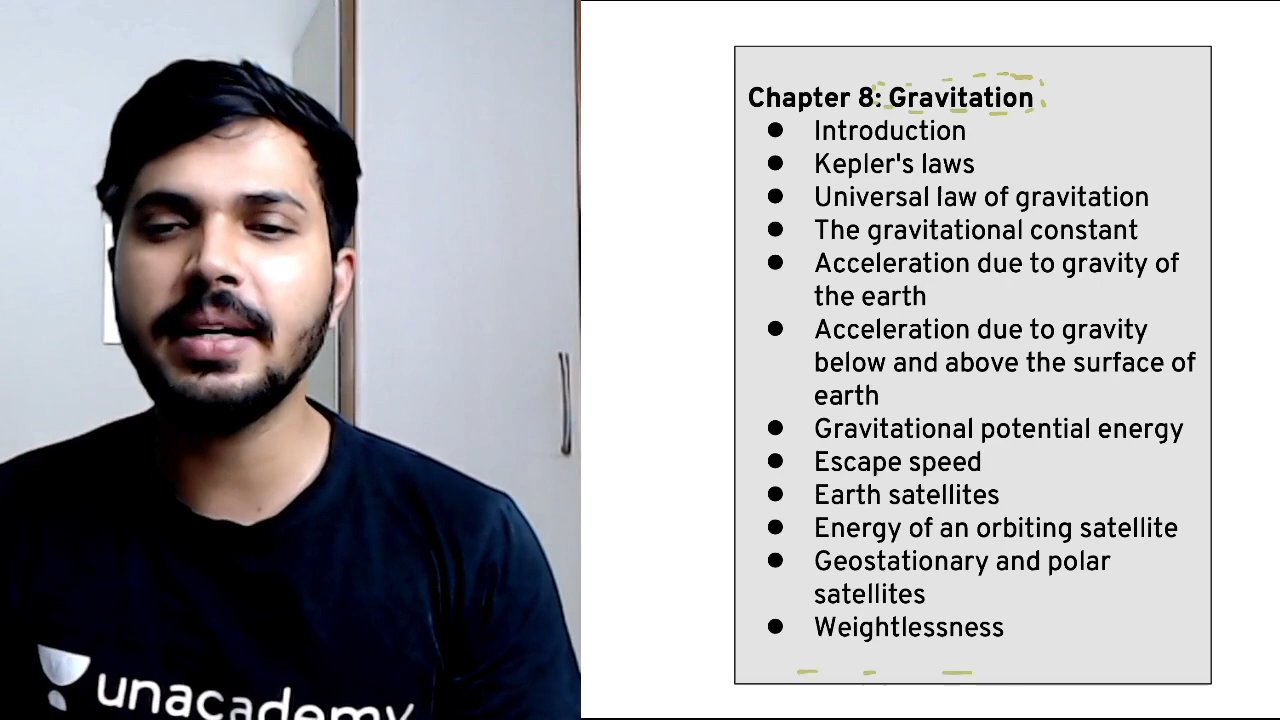 Chapter 8: Gravitation
● Introduction
● Kepler's laws
● Universal law of gravitation
● The gravitational constant
● Acceleration due to gravity of
the earth
● Acceleration due to gravity
below and above the surface of
earth
● Gravitational potential energy
● Escape speed
● Earth satellites
● Energy of an orbiting satellite
● Geostationary and polar
satellites
● Weightlessness
unacademy